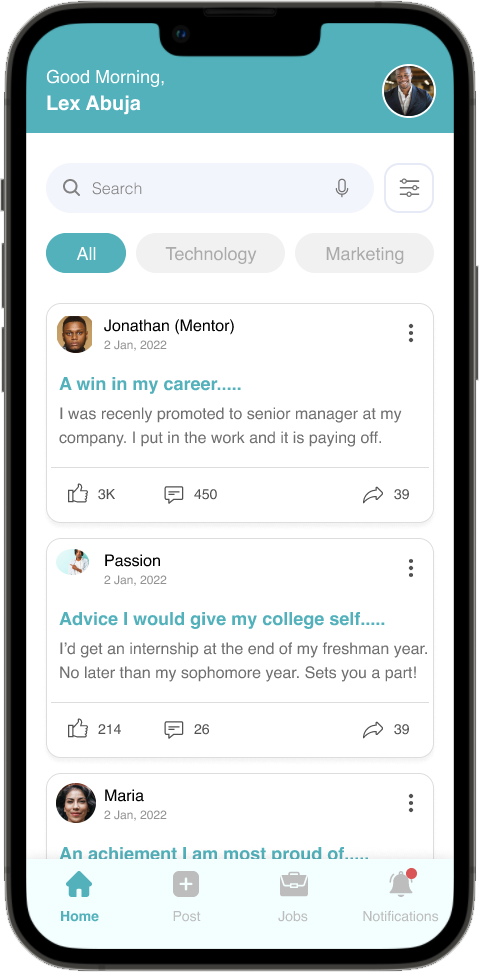 Good Morning,
Lex Abuja
Search
All
Technology
Marketing
Jonathan (Mentor)
2 Jan, 2022
A win in my career.....
I was recenly promoted to senior manager at my
company. I put in the work and it is paying off.
3K
450
39
Passion
2 Jan, 2022
Advice I would give my college self.....
I'd get an internship at the end of my freshman year.
No later than my sophomore year. Sets you a part!
214
26
39
Maria
2 Jan, 2022
An achiement I am most proud of.....
Home
Post
Jobs
Notifications